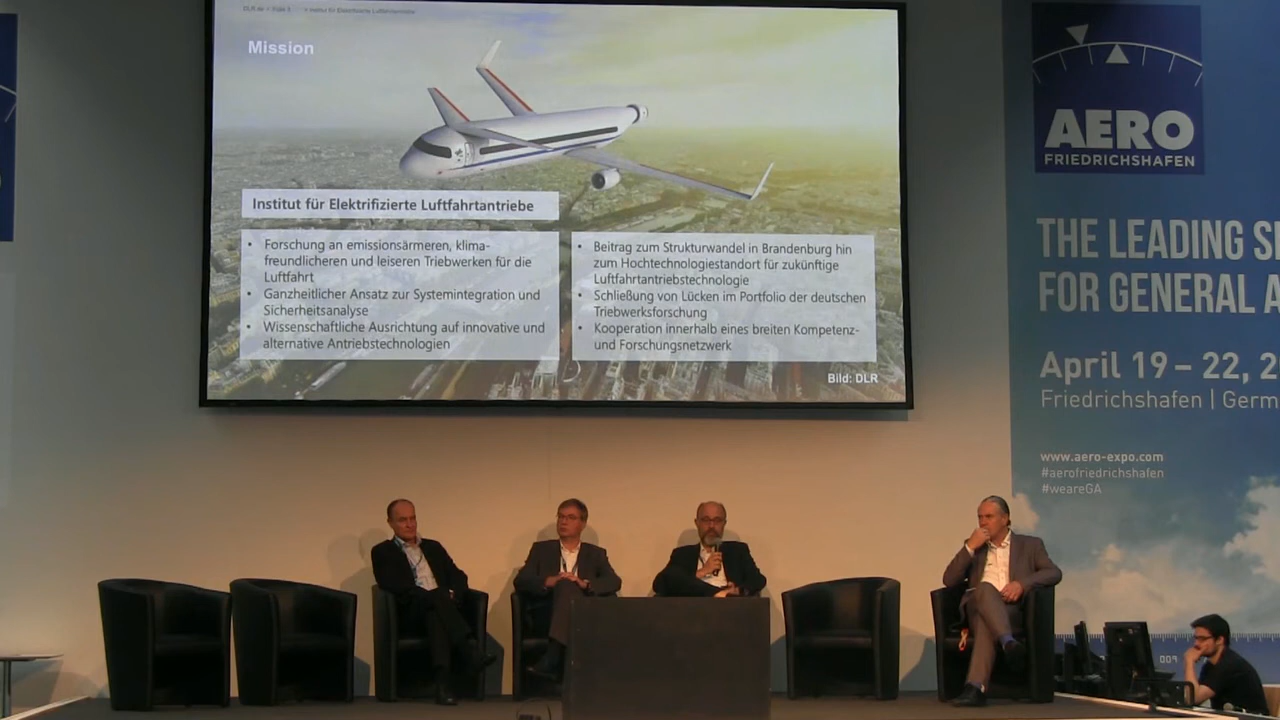 Mission
Institut für Elektrifizierte Luftfahrtantriebe
• Forschung an emissionsärmeren, klima-
freundlicheren und leiseren Triebwerken für die
Luftfahrt
• Ganzheitlicher Ansatz zur Systemintegration und
Sicherheitsanalyse
• Wissenschaftliche Ausrichtung auf innovative und
alternative Antriebstechnologien
• Beitrag zum Strukturwandel in Brandenburg hin
zum Hochtechnologiestandort für zukünftige
Luftfahrtantriebstechnologie
• Schließung von Lücken im Portfolio der deutschen
Triebwerksforschung
• Kooperation innerhalb eines breiten Kompetenz-
und Forschungsnetzwerk
Bild: DLR
AERO
FRIEDRICHSHAFEN
THE LEADING S
FOR GENERAL A
April 19 – 22, 2
Friedrichshafen | Germ
www.aero-expo.com
#aerofriedrichshafen
#weareGA